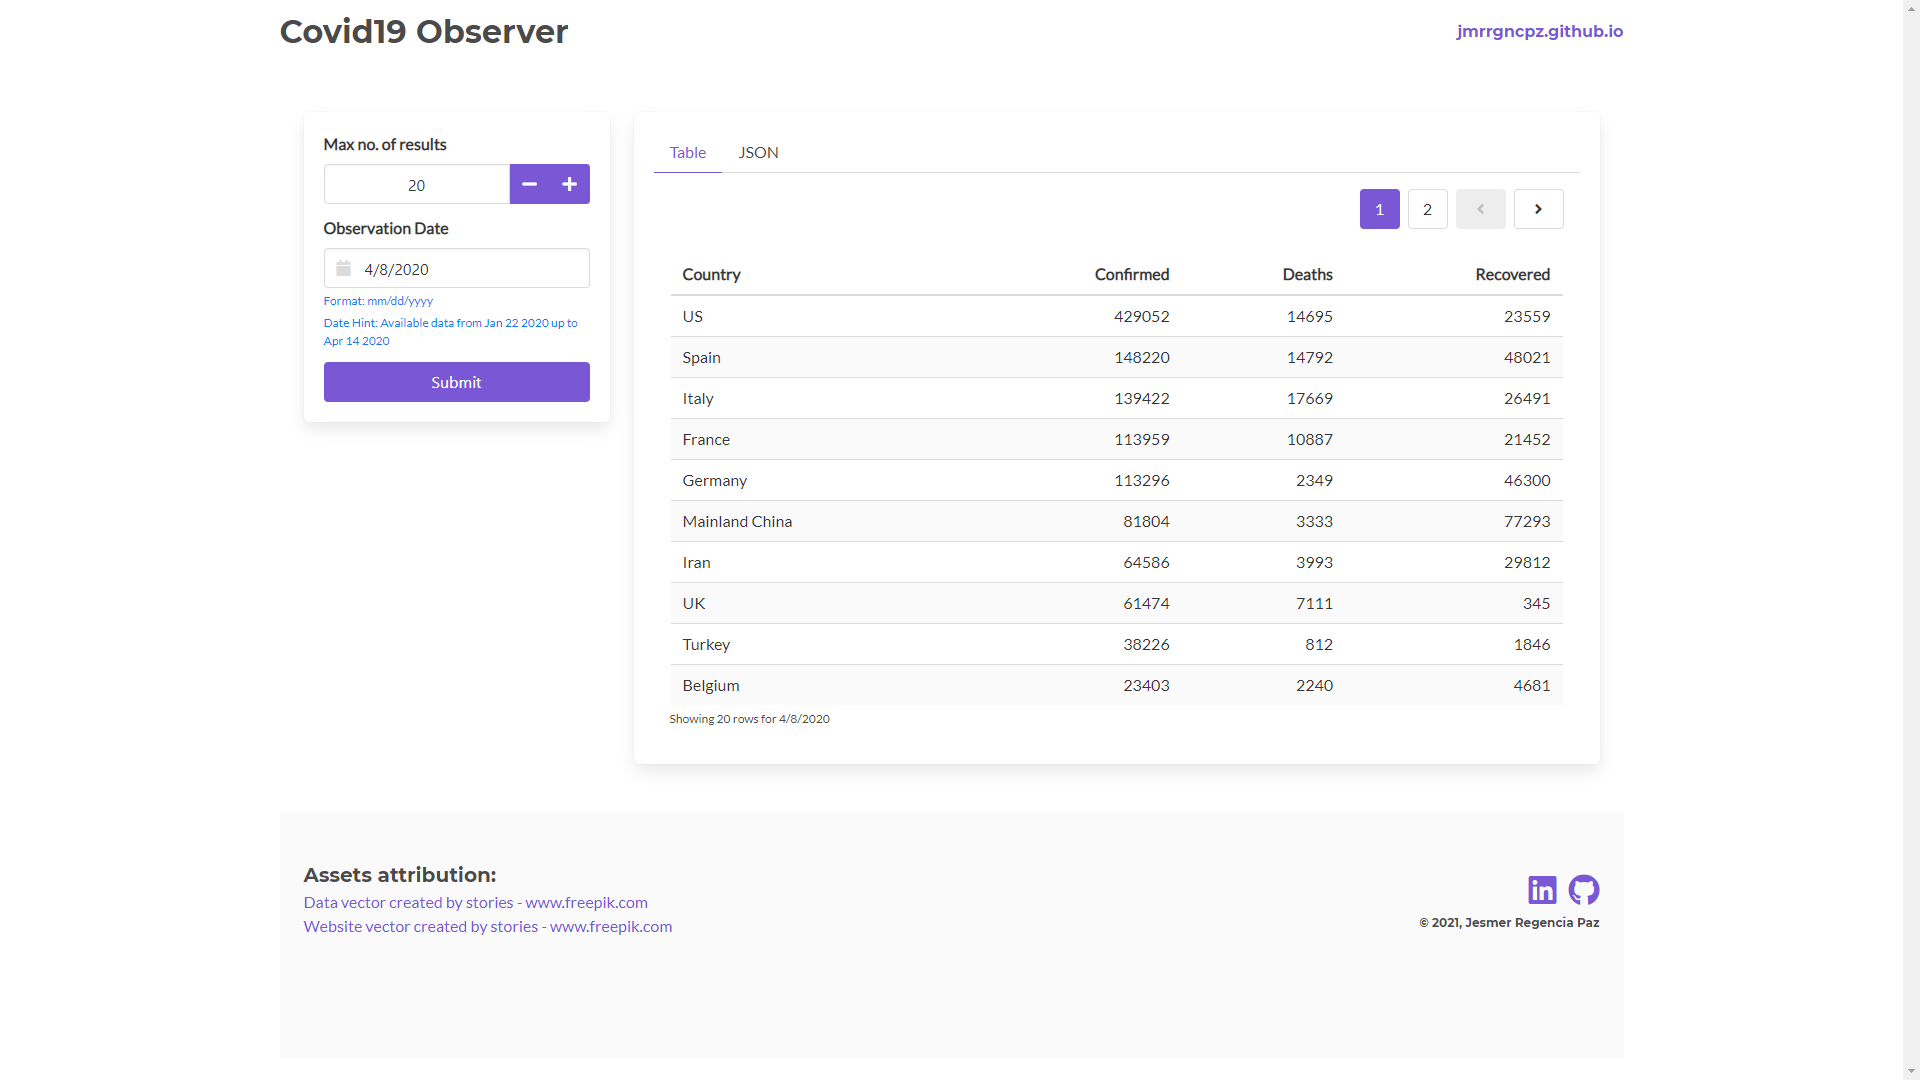 Covid19 Observer
jmrrgncpz.github.io
Max no. of results
20
Observation Date
4/8/2020
Format: mm/dd/yyyy
Date Hint: Available data from Jan 22 2020 up to
Apr 14 2020
Submit
Table JSON
1 2
Country Confirmed Deaths Recovered
US 429052 14695 23559
Spain 148220 14792 48021
Italy 139422 17669 26491
France 113959 10887 21452
Germany 113296 2349 46300
Mainland China 81804 3333 77293
Iran 64586 3993 29812
UK 61474 7111 345
Turkey 38226 812 1846
Belgium 23403 2240 4681
Showing 20 rows for 4/8/2020
Assets attribution:
Data vector created by stories - www.freepik.com
Website vector created by stories - www.freepik.com
in
© 2021, Jesmer Regencia Paz